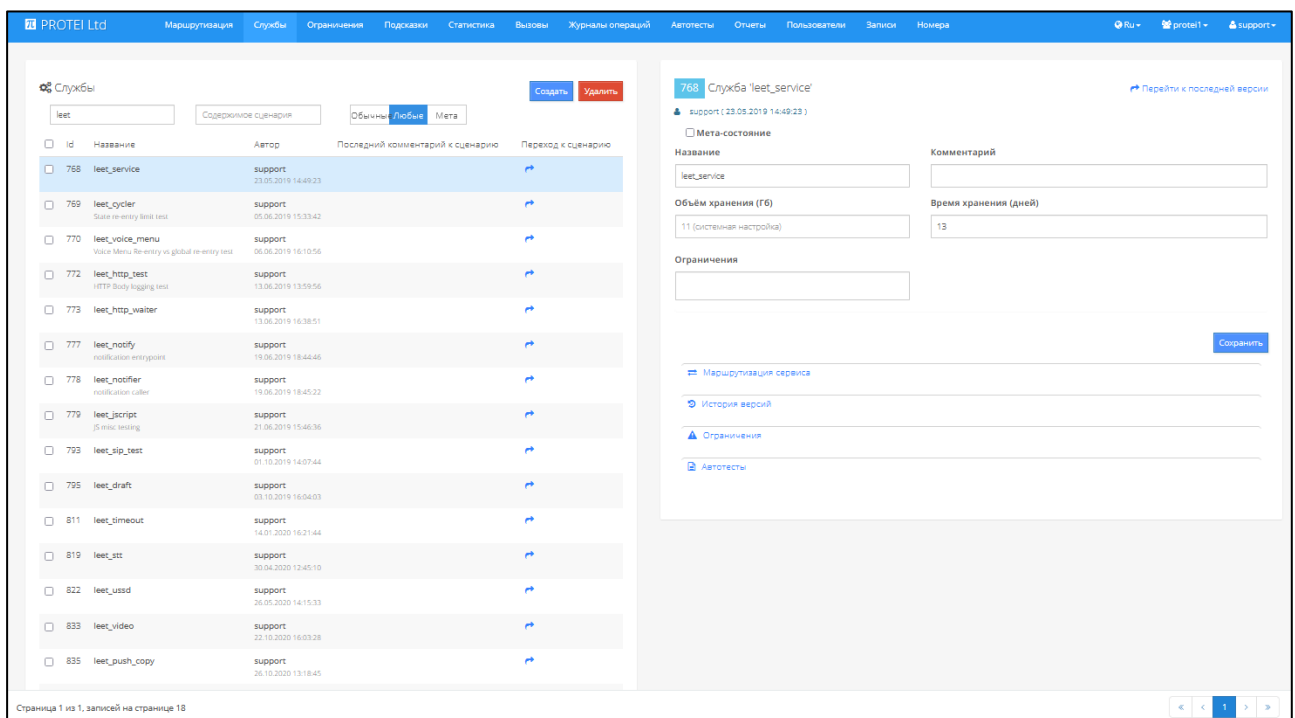 PROTEI Ltd Маршрутизация Службы Ограничения Подсказки Статистика Вызовы Журналы операций Автотесты Отчеты Пользователи Записи Номера Ru protei1 support
Службы Создать Удалить
leet Содержимое сценария Обычные Любые Мета
Id Название Автор Последний комментарий к сценарию Переход к сценарию
768 leet_service support
23.05.2019 14:49:23
769 leet_cycler support
State re-entry limit test 05.06.2019 15:33:42
770 leet_voice_menu support
Voice Menu Re-entry vs global re-entry test 06.06.2019 16:10:56
772 leet_http_test support
HTTP Body logging test 13.06.2019 13:59:56
773 leet_http_waiter support
13.06.2019 16:38:51
777 leet_notify support
notification entrypoint 19.06.2019 18:44:46
778 leet_notifier support
notification caller 19.06.2019 18:45:22
779 leet_jscript support
JS misc testing 21.06.2019 15:46:36
793 leet_sip_test support
01.10.2019 14:07:44
795 leet_draft support
03.10.2019 16:04:03
811 leet_timeout support
14.01.2020 16:21:44
819 leet_stt support
30.04.2020 12:45:10
822 leet_ussd support
26.05.2020 14:15:33
833 leet_video support
22.10.2020 16:03:28
835 leet_push_copy support
26.10.2020 13:18:45
768 Служба 'leet_service' Перейти к последней версии
support ( 23.05.2019 14:49:23 )
Мета-состояние
Название Комментарий
leet_service
Объём хранения (Гб) Время хранения (дней)
11 (системная настройка) 13
Ограничения
Сохранить
Маршрутизация сервиса
История версий
Ограничения
Автотесты
Страница 1 из 1, записей на странице 18 « < 1 > »